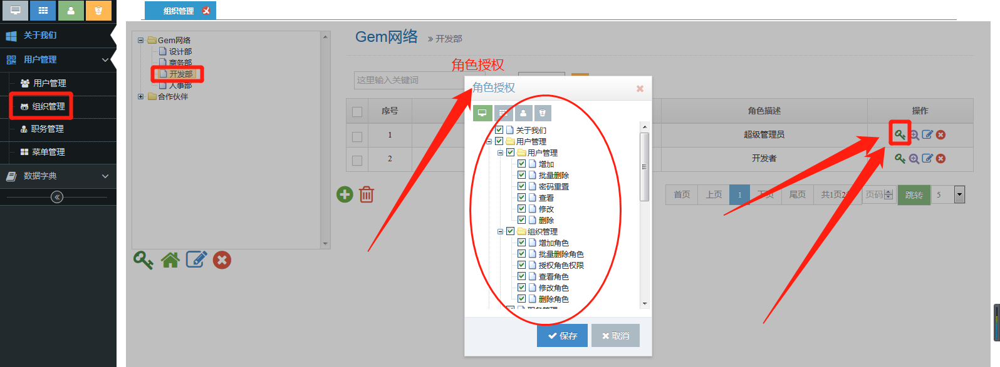 组织管理
关于我们
用户管理
用户管理
组织管理
职务管理
菜单管理
数据字典
Gem网络
设计部
商务部
开发部
人事部
合作伙伴
Gem网络 » 开发部
角色授权
这里输入关键词
序号 角色描述 操作
1 超级管理员
2 开发者
首页 上页 1 下页 尾页 共1页2 页码 跳转 5
角色授权
关于我们
用户管理
用户管理
增加
批量删除
密码重置
查看
修改
删除
组织管理
增加角色
批量删除角色
授权角色权限
查看角色
修改角色
删除角色
职务管理
保存 取消